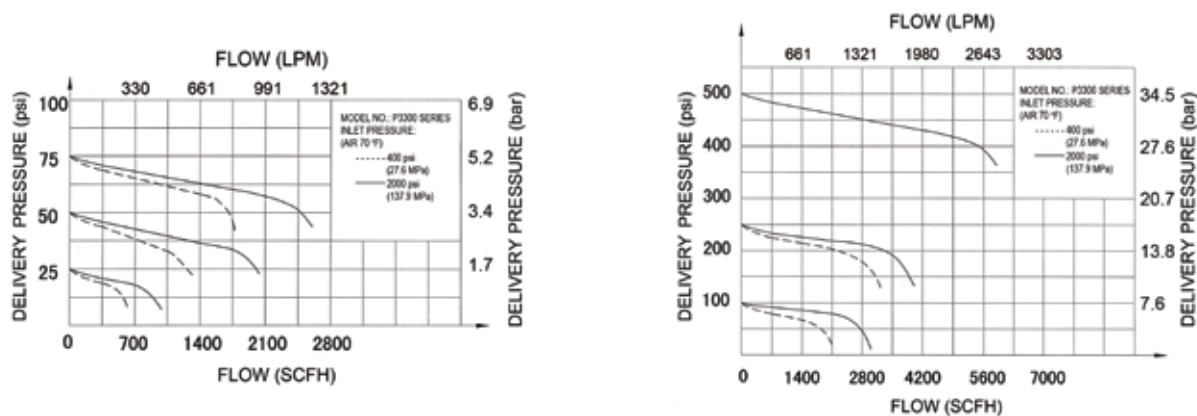 FLOW (LPM)
330 661 991 1321
100
75
50
25
DELIVERY PRESSURE (psi)
6.9
5.2
3.4
1.7
DELIVERY PRESSURE (bar)
MODEL NO.: P3300 SERIES
INLET PRESSURE:
(AIR 70 °F)
400 psi
(27.6 MPa)
2000 psi
(137.9 MPa)
0 700 1400 2100 2800
FLOW (SCFH)
FLOW (LPM)
661 1321 1980 2643 3303
500
400
300
200
100
DELIVERY PRESSURE (psi)
34.5
27.6
20.7
13.8
7.6
DELIVERY PRESSURE (bar)
MODEL NO.: P3300 SERIES
INLET PRESSURE:
(AIR 70 °F)
400 psi
(27.6 MPa)
2000 psi
(137.9 MPa)
0 1400 2800 4200 5600 7000
FLOW (SCFH)